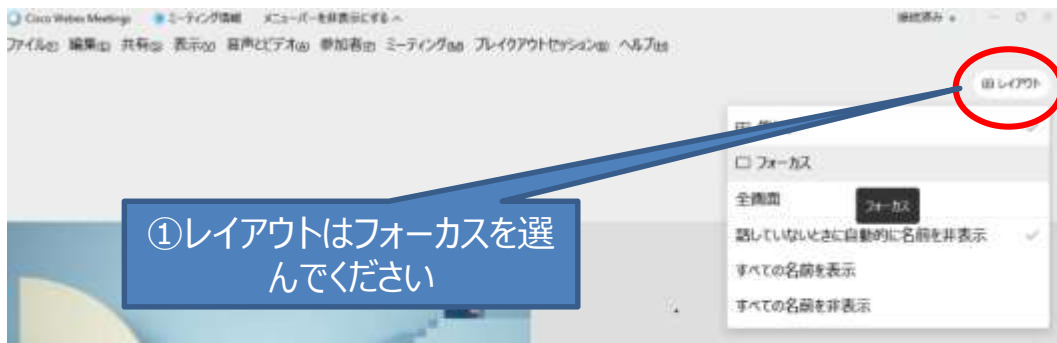 Cisco Webex Meetings ミーティング情報 メニューバーを非表示にする へ 接続済み
ファイル(F) 編集(E) 共有(S) 表示(V) 音声とビデオ(A) 参加者(P) ミーティング(M) ブレイクアウトセッション(B) ヘルプ(H)
レイアウト
フォーカス
全画面
フォーカス
話していないときに自動的に名前を非表示
すべての名前を表示
すべての名前を非表示
①レイアウトはフォーカスを選
んでください